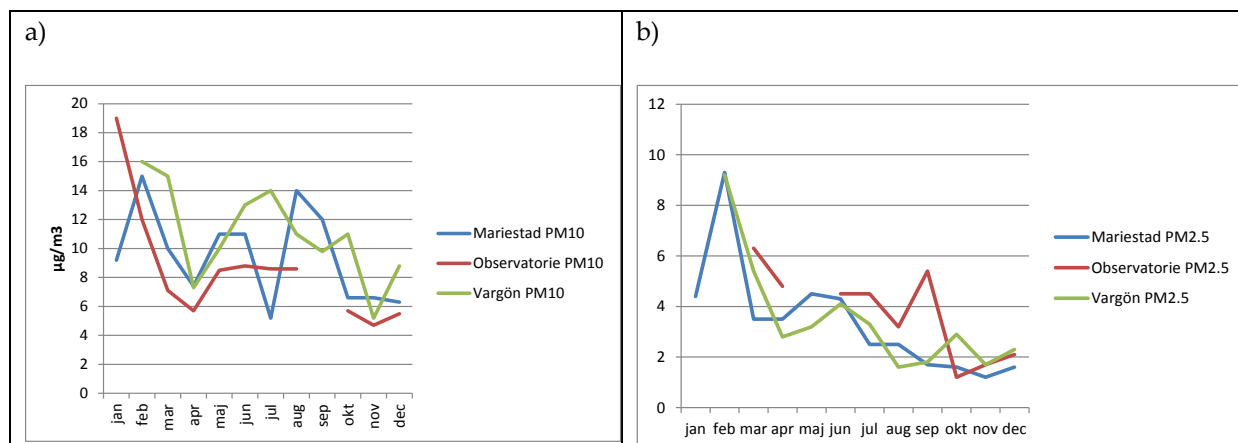 a)
20
18
16
14
12
10
8
6
4
2
0
µg/m3
jan feb mar apr maj jun jul aug sep okt nov dec
Mariestad PM10
Observatorie PM10
Vargön PM10
b)
12
10
8
6
4
2
0
jan feb mar apr maj jun jul aug sep okt nov dec
Mariestad PM2.5
Observatorie PM2.5
Vargön PM2.5